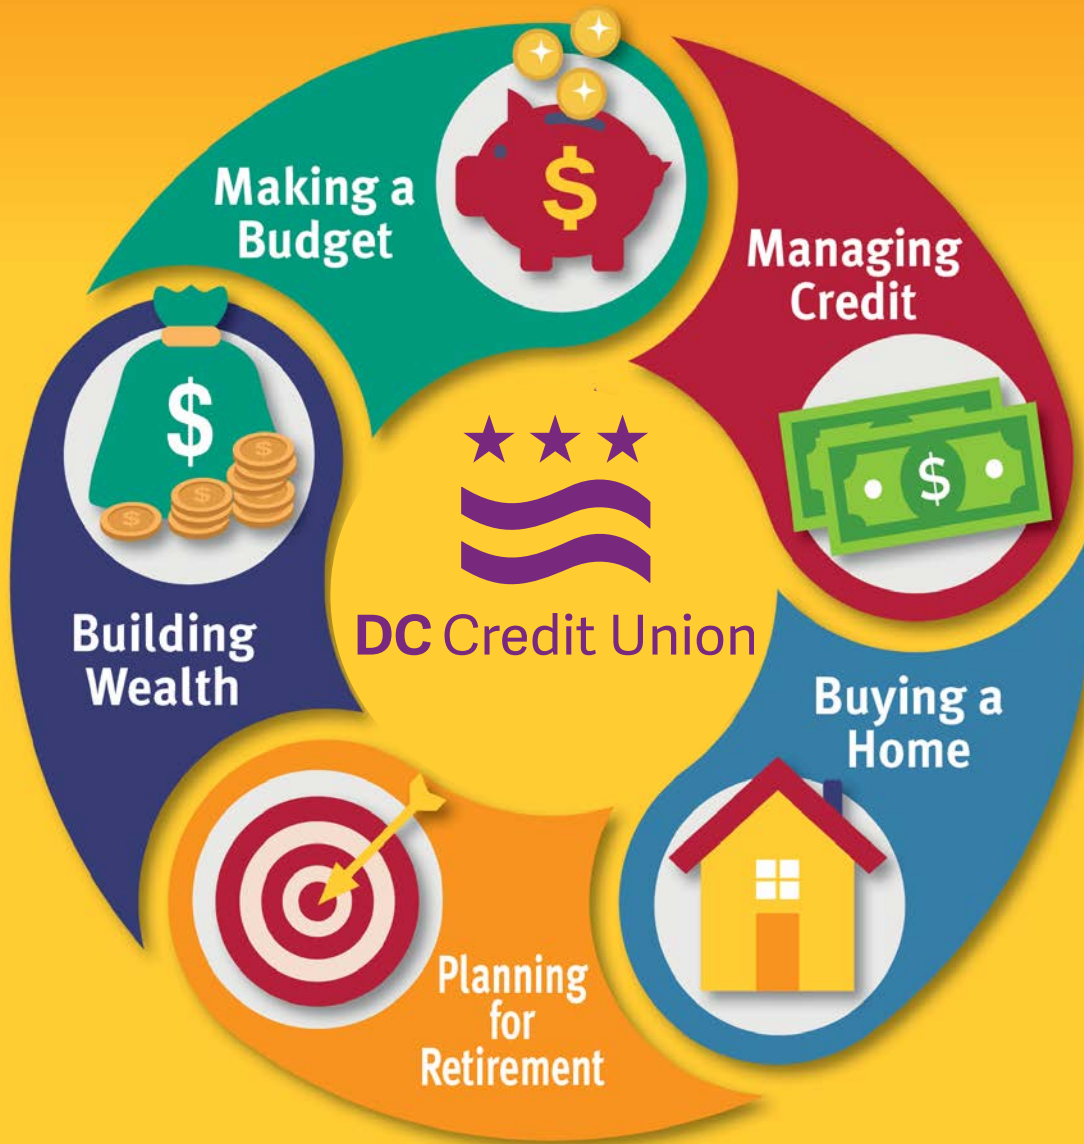 Making a
Budget
$
Managing
Credit
$
Buying a
Home
Planning
for
Retirement
Building
Wealth
$
$
$
$
DC Credit Union